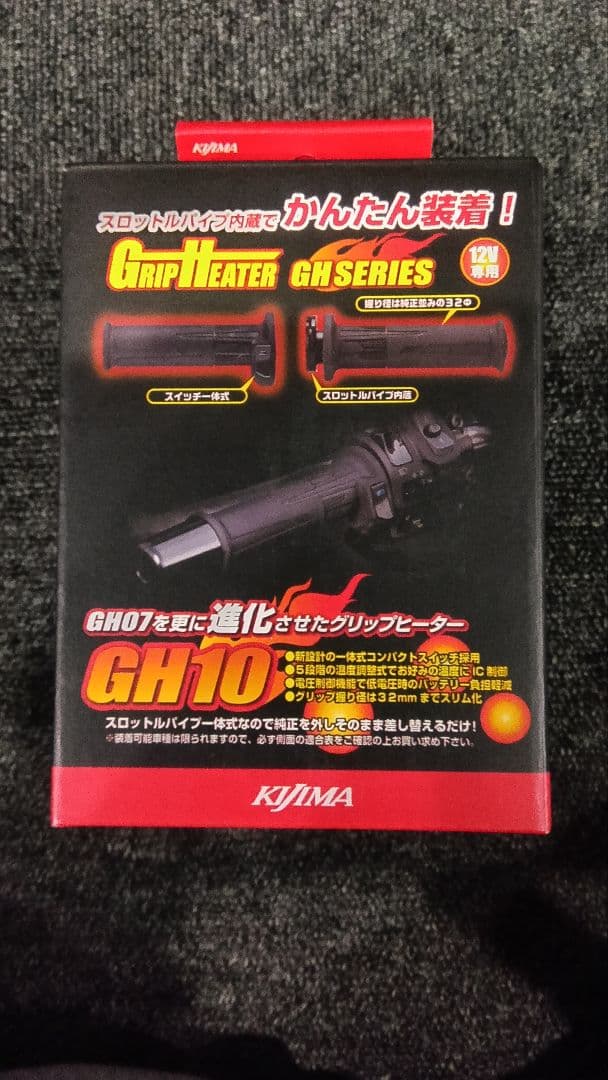 KIJIMA
スロットルパイプ内蔵で かんたん装着！
GRIP HEATER GH SERIES
12V
専用
握り径は純正並みの32Φ
スイッチ一体式
スロットルパイプ内蔵
GH07を更に進化させたグリップヒーター
GH10
●新設計の一体式コンパクトスイッチ採用
●5段階の温度調整式でお好みの温度に IC 制御
●電圧制御機能で低電圧時のバッテリー負担軽減
●グリップ握り径は32mm までスリム化
スロットルパイプ一体式なので純正を外しそのまま差し替えるだけ！
※装着可能車種は限られますので、必ず側面の適合表をご確認の上お買い求め下さい。
KIJIMA